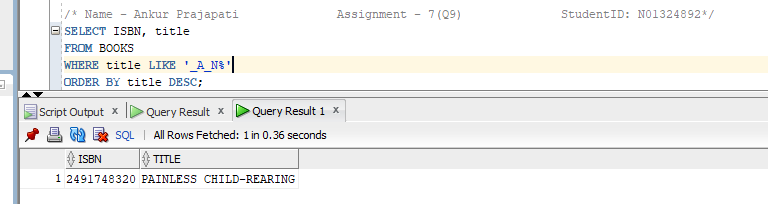 /* Name - Ankur Prajapati Assignment - 7(Q9) StudentID: N01324892*/
SELECT ISBN, title
FROM BOOKS
WHERE title LIKE '_A_N%'
ORDER BY title DESC;
Script Output x Query Result x Query Result 1 x
SQL | All Rows Fetched: 1 in 0.36 seconds
ISBN TITLE
1 2491748320 PAINLESS CHILD-REARING